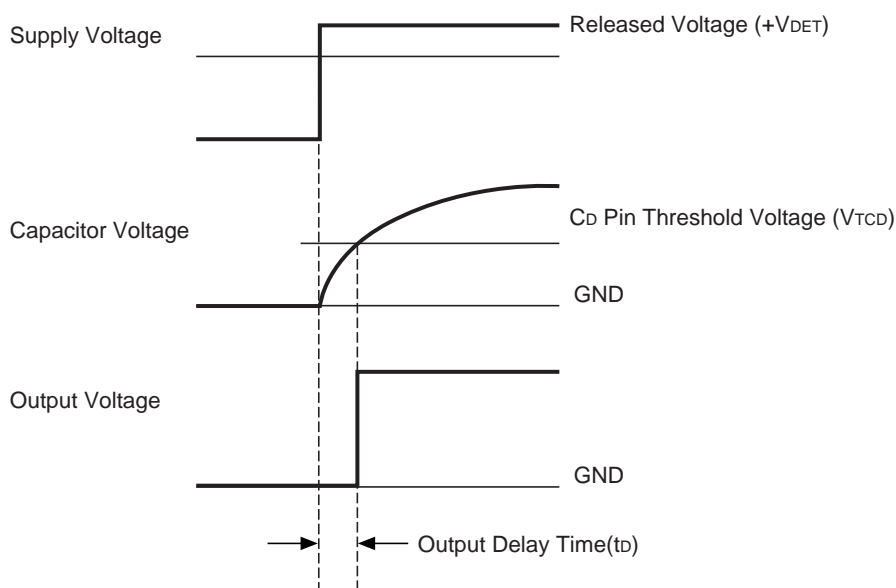 Supply Voltage
Released Voltage (+VDET)
Capacitor Voltage
CD Pin Threshold Voltage (VTCD)
GND
Output Voltage
GND
Output Delay Time(tD)